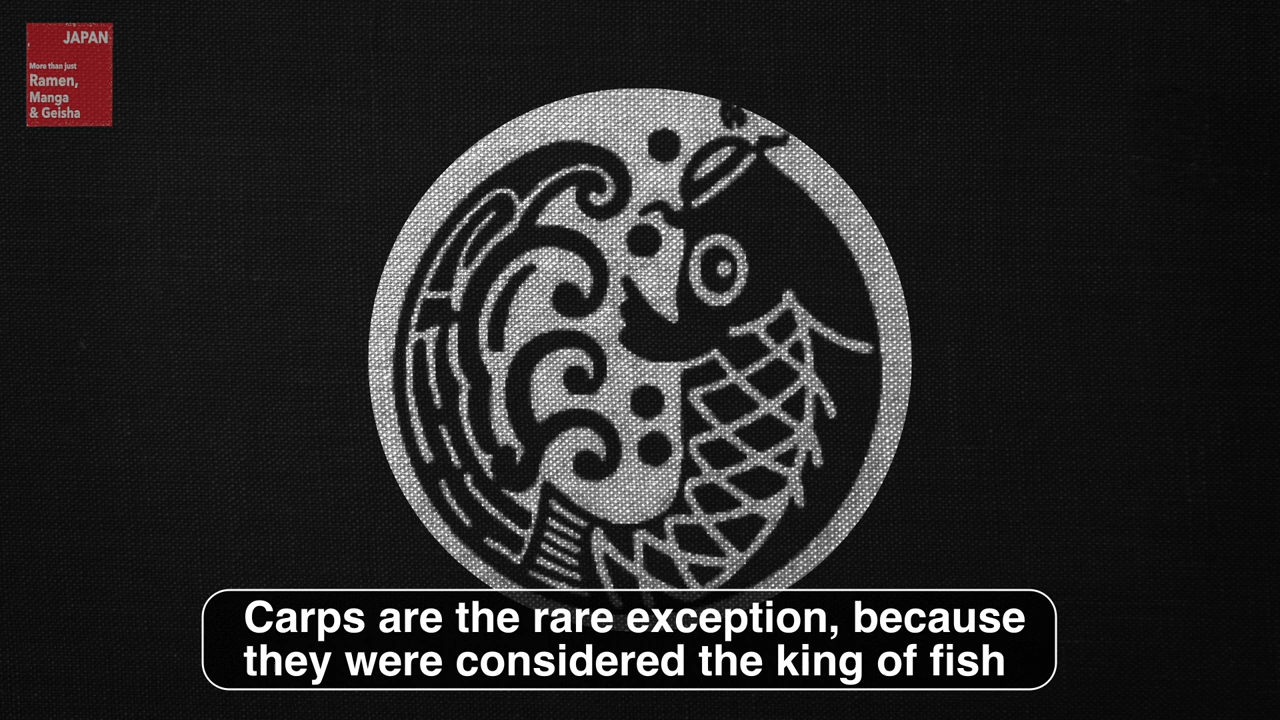 JAPAN
More than just
Ramen,
Manga
& Geisha
Carps are the rare exception, because
they were considered the king of fish